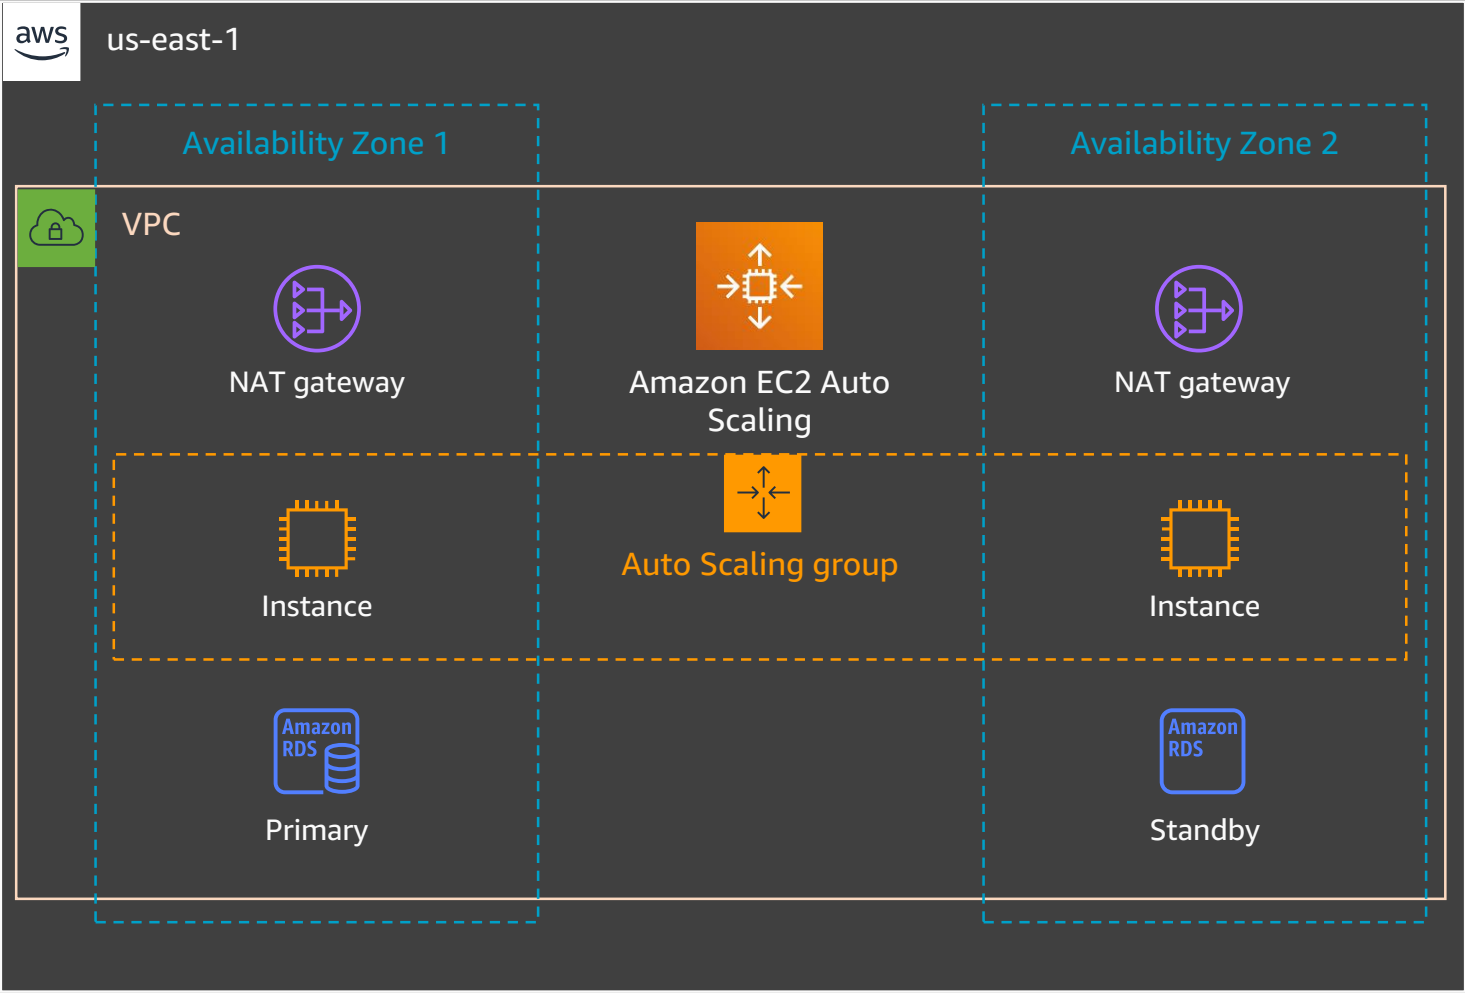 aws
us-east-1
Availability Zone 1
Availability Zone 2
VPC
NAT gateway
Amazon EC2 Auto
Scaling
NAT gateway
Auto Scaling group
Instance
Instance
Amazon
RDS
Primary
Amazon
RDS
Standby